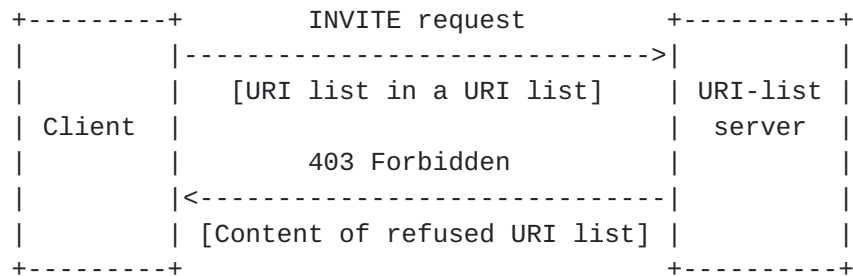 +---------+        INVITE request         +----------+
|         |------------------------------>|          |
|         |   [URI list in a URI list]    | URI-list |
| Client  |                               |  server  |
|         |        403 Forbidden          |          |
|         |<------------------------------|          |
|         | [Content of refused URI list] |          |
+---------+                               +----------+